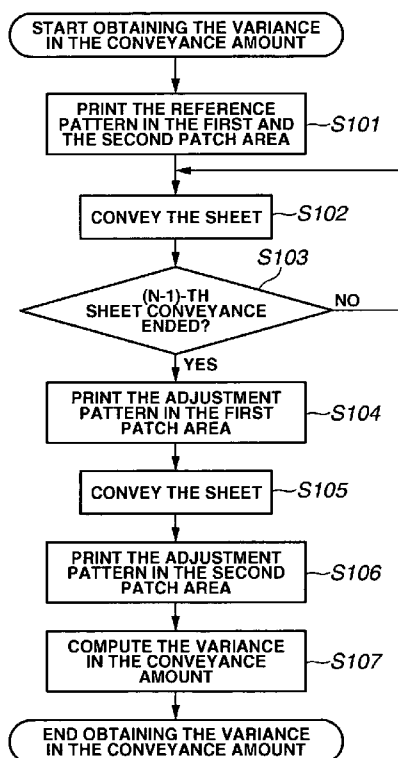 START OBTAINING THE VARIANCE
IN THE CONVEYANCE AMOUNT
PRINT THE REFERENCE
PATTERN IN THE FIRST AND
THE SECOND PATCH AREA
S101
CONVEY THE SHEET
S102
S103
(N-1)-TH
SHEET CONVEYANCE
ENDED?
NO
YES
PRINT THE ADJUSTMENT
PATTERN IN THE FIRST
PATCH AREA
S104
CONVEY THE SHEET
S105
PRINT THE ADJUSTMENT
PATTERN IN THE SECOND
PATCH AREA
S106
COMPUTE THE VARIANCE
IN THE CONVEYANCE
AMOUNT
S107
END OBTAINING THE VARIANCE
IN THE CONVEYANCE AMOUNT